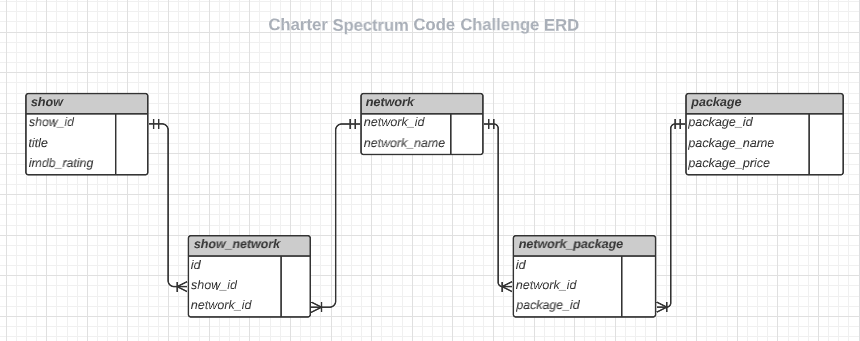 Charter Spectrum Code Challenge ERD
show
show_id
title
imdb_rating
network
network_id
network_name
package
package_id
package_name
package_price
show_network
id
show_id
network_id
network_package
id
network_id
package_id